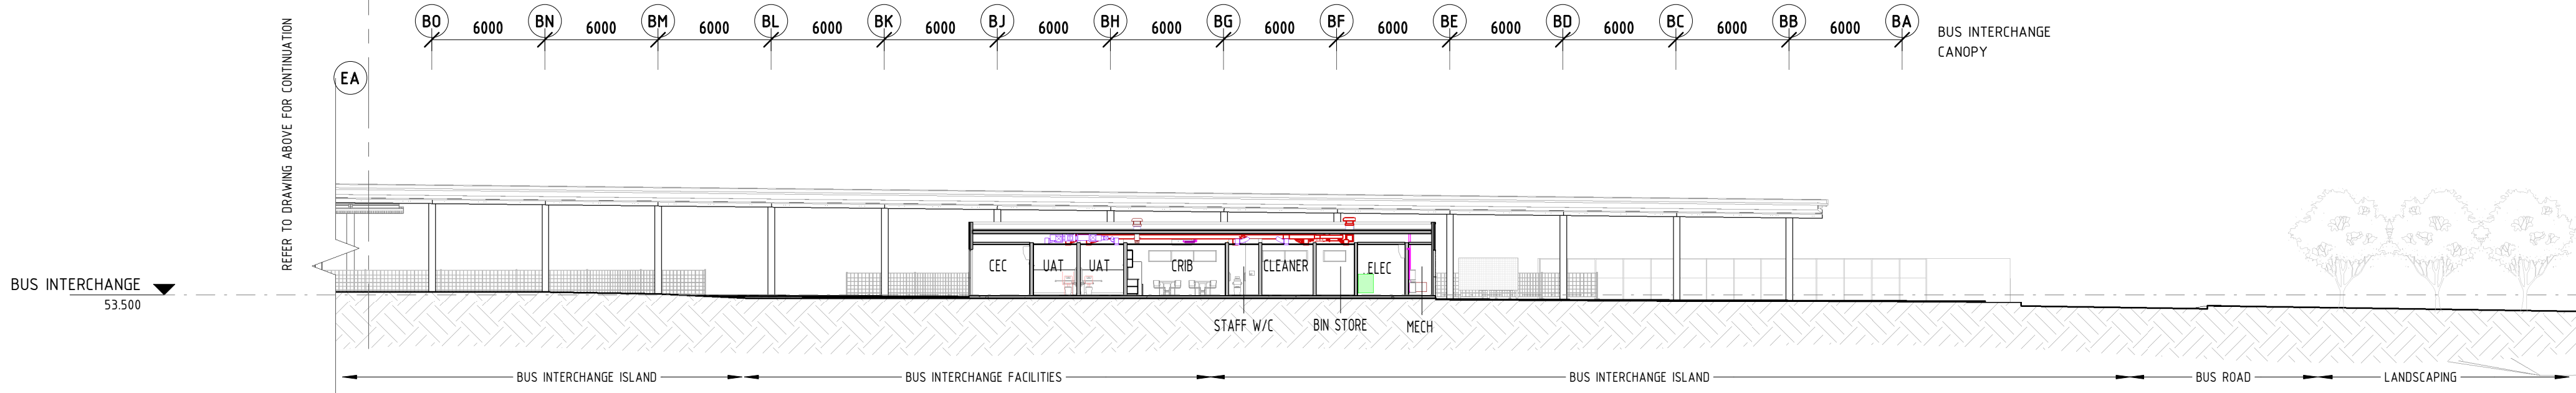 BO 6000 BN 6000 BM 6000 BL 6000 BK 6000 BJ 6000 BH 6000 BG 6000 BF 6000 BE 6000 BD 6000 BC 6000 BB 6000 BA
BUS INTERCHANGE
CANOPY
REFER TO DRAWING ABOVE FOR CONTINUATION
EA
BUS INTERCHANGE
53.500
CEC UAT UAT CRIB CLEANER ELEC
STAFF W/C BIN STORE MECH
BUS INTERCHANGE ISLAND BUS INTERCHANGE FACILITIES BUS INTERCHANGE ISLAND BUS ROAD LANDSCAPING